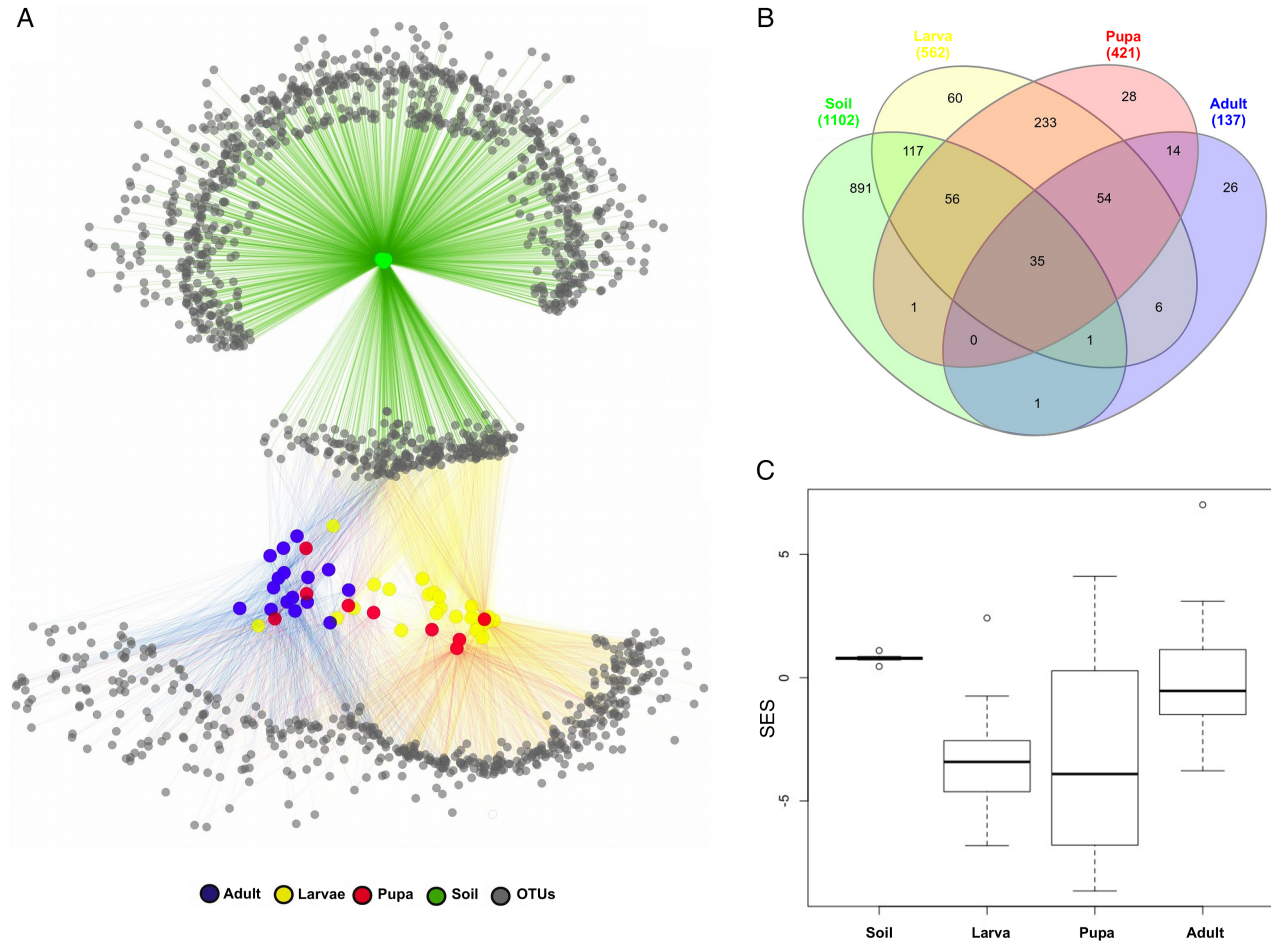 A
Adult
Larvae
Pupa
Soil
OTUs
B
Larva
(562)
Pupa
(421)
Soil
(1102)
Adult
(137)
60
28
233
117
14
891
56
54
26
35
1
6
0
1
1
C
SES
5
0
-5
Soil
Larva
Pupa
Adult